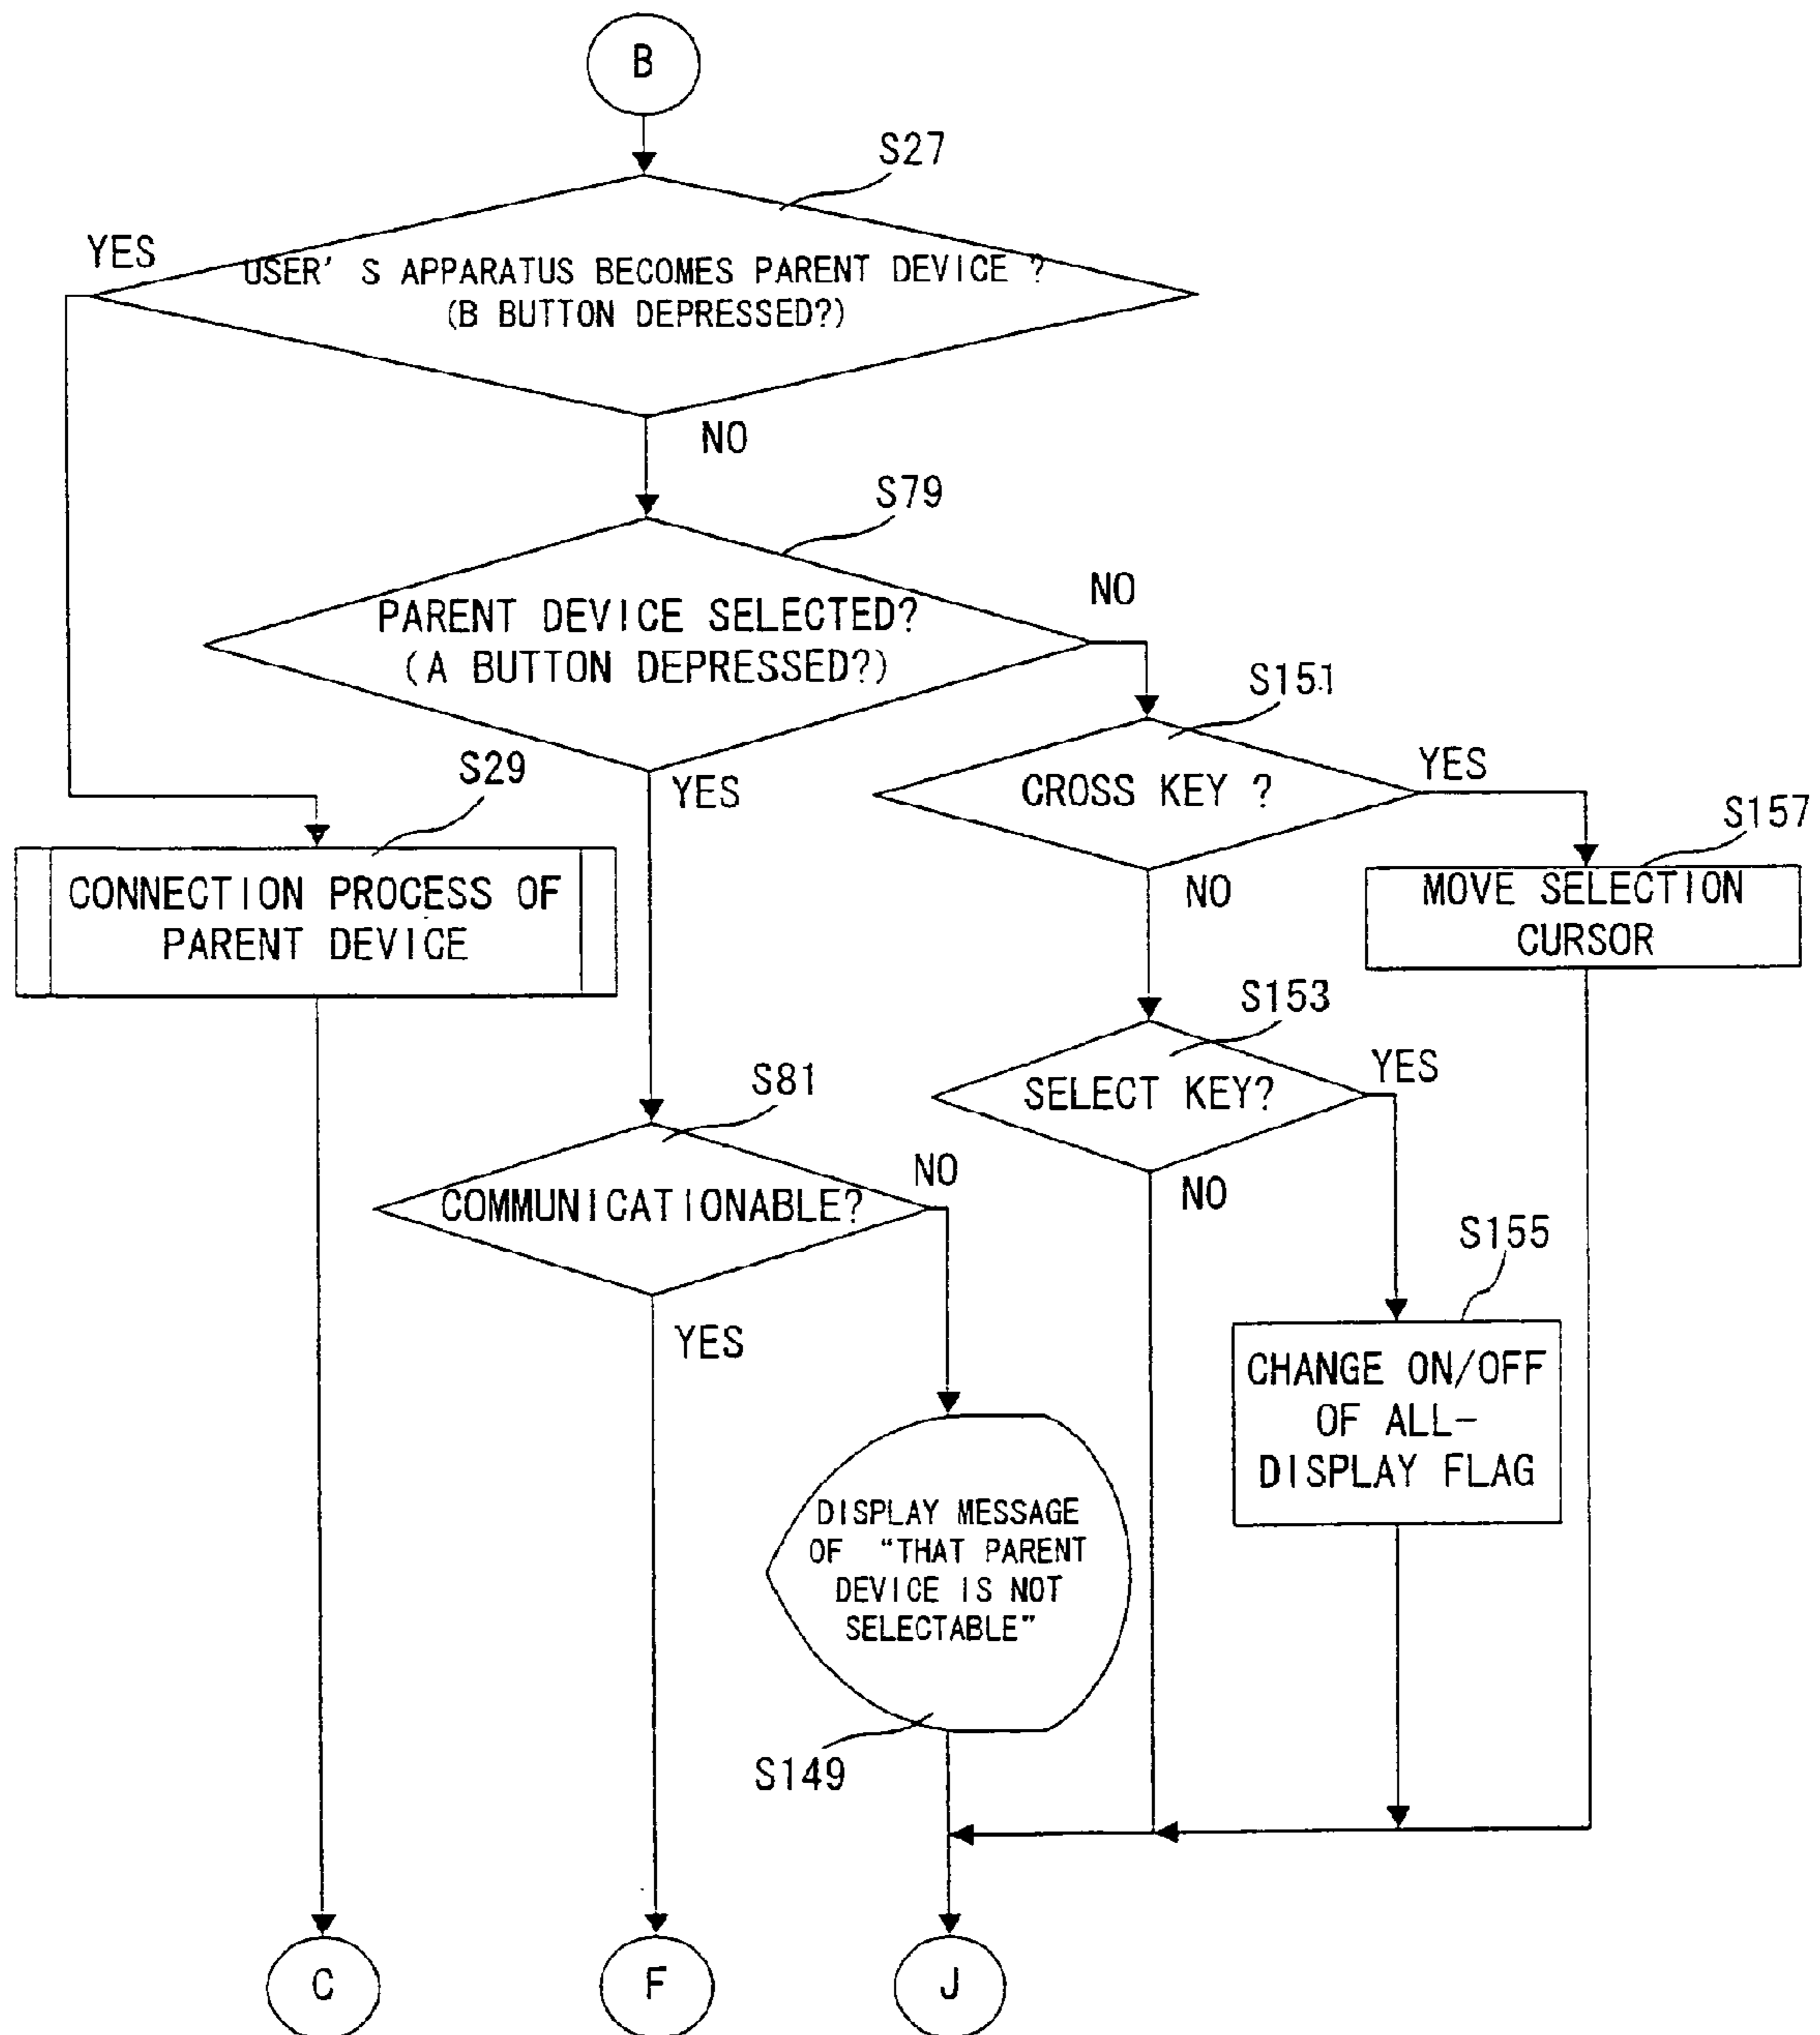 B
S27
YES
USER' S APPARATUS BECOMES PARENT DEVICE ?
(B BUTTON DEPRESSED?)
NO
S79
PARENT DEVICE SELECTED?
(A BUTTON DEPRESSED?)
NO
YES
S151
CROSS KEY ?
YES
NO
S157
MOVE SELECTION
CURSOR
S29
CONNECTION PROCESS OF
PARENT DEVICE
S153
SELECT KEY?
YES
NO
S81
COMMUNICATIONABLE?
NO
YES
S155
CHANGE ON/OFF
OF ALL-
DISPLAY FLAG
DISPLAY MESSAGE
OF "THAT PARENT
DEVICE IS NOT
SELECTABLE"
S149
C
F
J